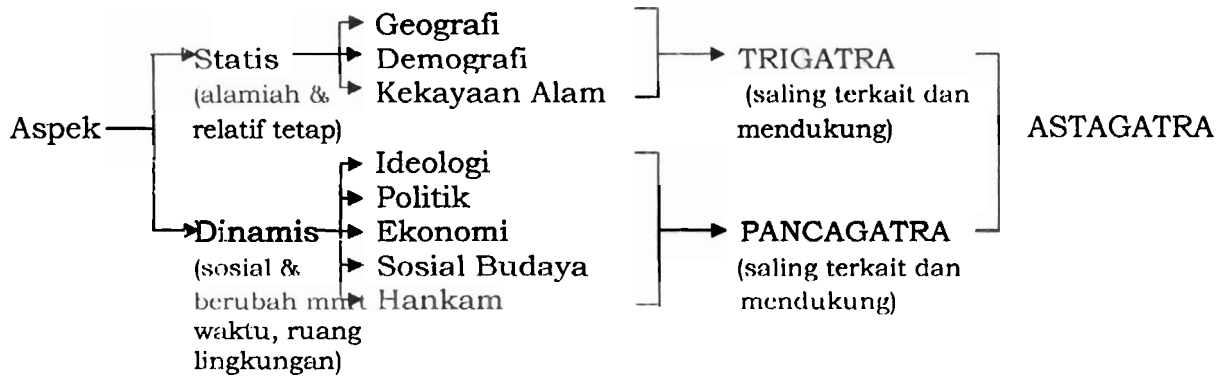 Aspek
Statis
(alamiah &
relatif tetap)
Geografi
Demografi
Kekayaan Alam
TRIGATRA
(saling terkait dan
mendukung)
Dinamis
(sosial &
berubah mnrt
waktu, ruang
lingkungan)
Ideologi
Politik
Ekonomi
Sosial Budaya
Hankam
PANCAGATRA
(saling terkait dan
mendukung)
ASTAGATRA